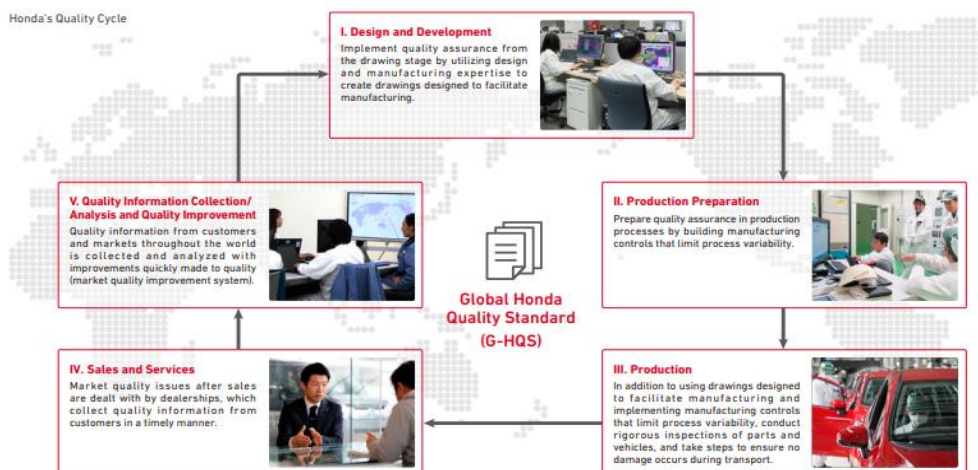 Honda's Quality Cycle
I. Design and Development
Implement quality assurance from
the drawing stage by utilizing design
and manufacturing expertise to
create drawings designed to facilitate
manufacturing.
II. Production Preparation
Prepare quality assurance in production
processes by building manufacturing
controls that limit process variability.
III. Production
In addition to using drawings designed
to facilitate manufacturing and
implementing manufacturing controls
that limit process variability, conduct
rigorous inspections of parts and
vehicles, and take steps to ensure no
damage occurs during transport.
IV. Sales and Services
Market quality issues after sales
are dealt with by dealerships, which
collect quality information from
customers in a timely manner.
V. Quality Information Collection/
Analysis and Quality Improvement
Quality information from customers
and markets throughout the world
is collected and analyzed with
improvements quickly made to quality
(market quality improvement system).
Global Honda
Quality Standard
(G-HQS)